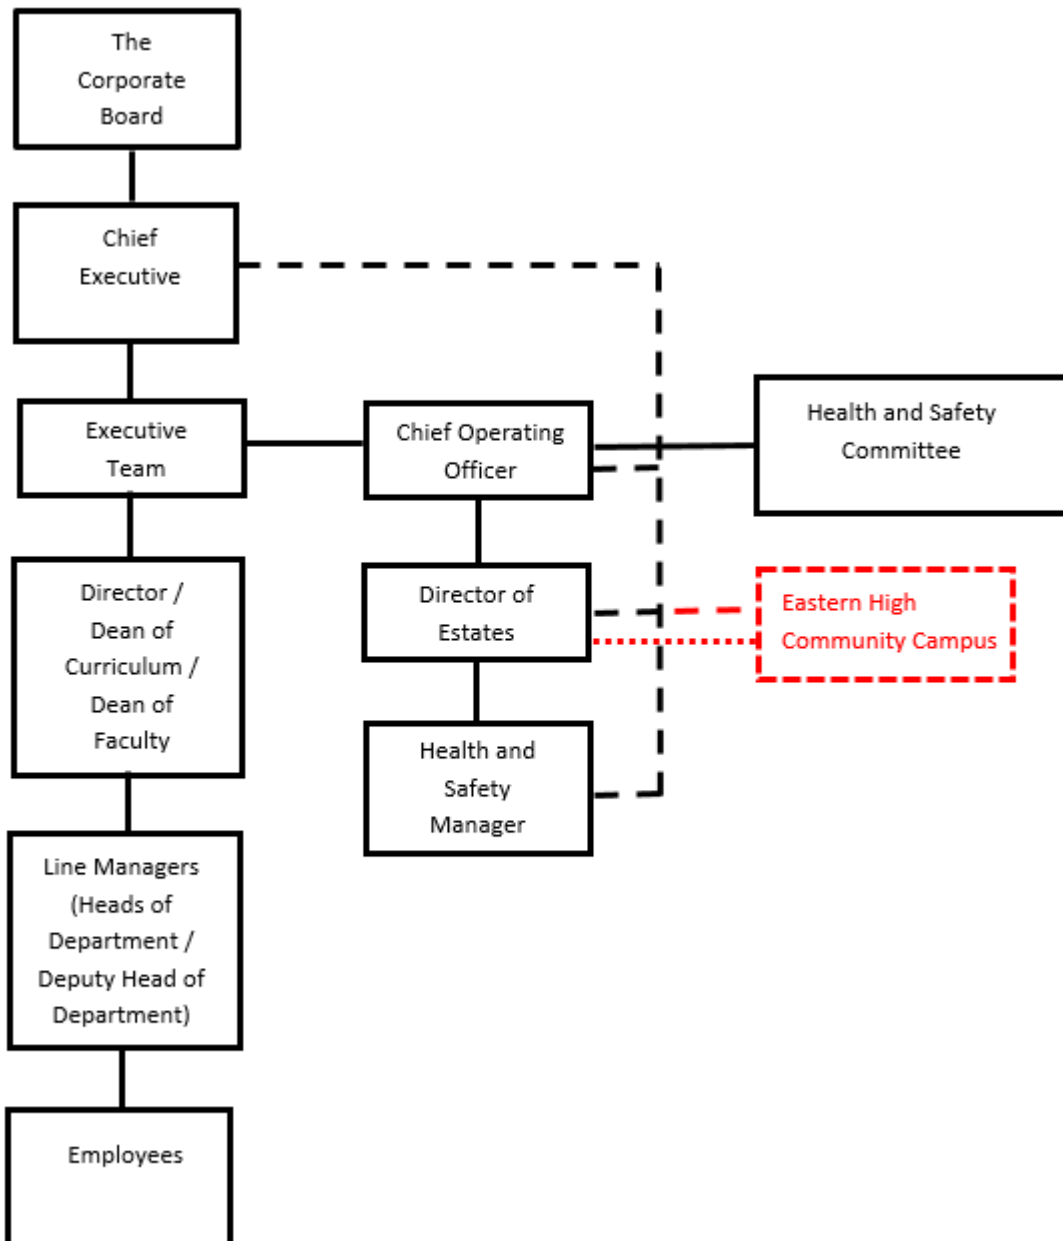 The
Corporate
Board
Chief
Executive
Executive
Team
Chief Operating
Officer
Health and Safety
Committee
Director /
Dean of
Curriculum /
Dean of
Faculty
Director of
Estates
Eastern High
Community Campus
Health and
Safety
Manager
Line Managers
(Heads of
Department /
Deputy Head of
Department)
Employees